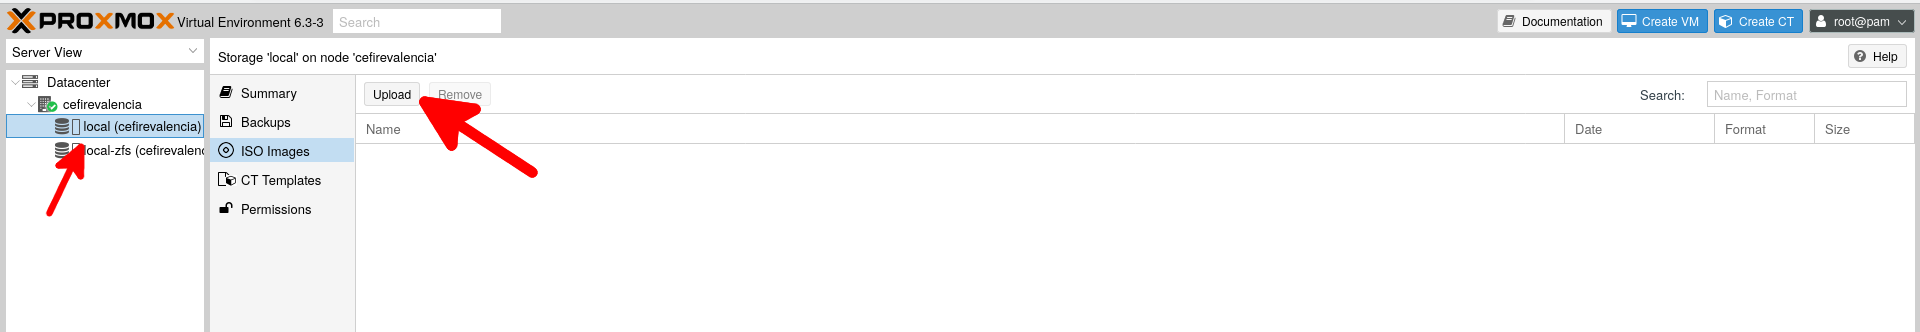 PROXMOX Virtual Environment 6.3-3 Search Documentation Create VM Create CT root@pam
Server View
Storage 'local' on node 'cefirevalencia' Help
Datacenter
cefirevalencia
local (cefirevalencia)
local-zfs (cefirevalenc
Summary
Backups
ISO Images
CT Templates
Permissions
Upload Remove Search: Name, Format
Name Date Format Size